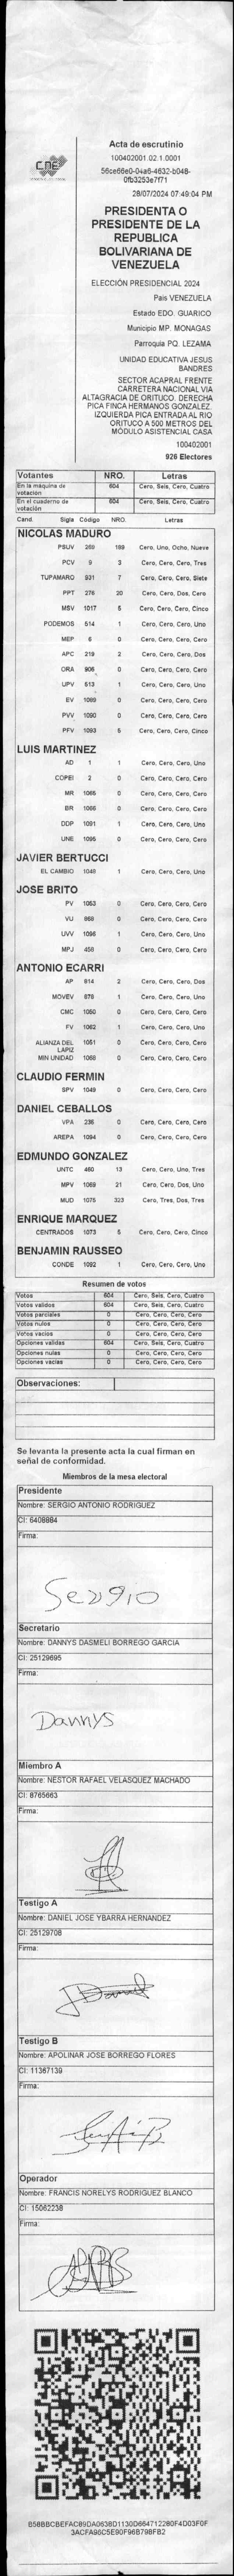 CNE
Acta de escrutinio
100402001.02.1.0001
56ce66e0-04a6-4632-b048-
0fb3253e7f71
28/07/2024 07:49:04 PM
PRESIDENTA O
PRESIDENTE DE LA
REPUBLICA
BOLIVARIANA DE
VENEZUELA
ELECCIÓN PRESIDENCIAL 2024
Pais VENEZUELA
Estado EDO. GUARICO
Municipio MP. MONAGAS
Parroquia PQ. LEZAMA
UNIDAD EDUCATIVA JESUS
BANDRES
SECTOR ACAPRAL FRENTE
CARRETERA NACIONAL VIA
ALTAGRACIA DE ORITUCO. DERECHA
PICA FINCA HERMANOS GONZALEZ.
IZQUIERDA PICA ENTRADA AL RIO
ORITUCO A 500 METROS DEL
MÓDULO ASISTENCIAL CASA
100402001
926 Electores
Votantes NRO. Letras
En la máquina de votación 604 Cero, Seis, Cero, Cuatro
En el cuaderno de votación 604 Cero, Seis, Cero, Cuatro
Cand. Sigla Código NRO. Letras
NICOLAS MADURO
PSUV 269 189 Cero, Uno, Ocho, Nueve
PCV 9 3 Cero, Cero, Cero, Tres
TUPAMARO 931 7 Cero, Cero, Cero, Siete
PPT 276 20 Cero, Cero, Dos, Cero
MSV 1017 5 Cero, Cero, Cero, Cinco
PODEMOS 514 1 Cero, Cero, Cero, Uno
MEP 6 0 Cero, Cero, Cero, Cero
APC 219 2 Cero, Cero, Cero, Dos
ORA 906 0 Cero, Cero, Cero, Cero
UPV 513 1 Cero, Cero, Cero, Uno
EV 1089 0 Cero, Cero, Cero, Cero
PVV 1090 0 Cero, Cero, Cero, Cero
PFV 1093 5 Cero, Cero, Cero, Cinco
LUIS MARTINEZ
AD 1 1 Cero, Cero, Cero, Uno
COPEI 2 0 Cero, Cero, Cero, Cero
MR 1065 0 Cero, Cero, Cero, Cero
BR 1066 0 Cero, Cero, Cero, Cero
DDP 1091 1 Cero, Cero, Cero, Uno
UNE 1095 0 Cero, Cero, Cero, Cero
JAVIER BERTUCCI
EL CAMBIO 1048 1 Cero, Cero, Cero, Uno
JOSE BRITO
PV 1053 0 Cero, Cero, Cero, Cero
VU 868 0 Cero, Cero, Cero, Cero
UVV 1096 1 Cero, Cero, Cero, Uno
MPJ 458 0 Cero, Cero, Cero, Cero
ANTONIO ECARRI
AP 814 2 Cero, Cero, Cero, Dos
MOVEV 878 1 Cero, Cero, Cero, Uno
CMC 1050 0 Cero, Cero, Cero, Cero
FV 1062 1 Cero, Cero, Cero, Uno
ALIANZA DEL LAPIZ 1051 0 Cero, Cero, Cero, Cero
MIN UNIDAD 1068 0 Cero, Cero, Cero, Cero
CLAUDIO FERMIN
SPV 1049 0 Cero, Cero, Cero, Cero
DANIEL CEBALLOS
VPA 236 0 Cero, Cero, Cero, Cero
AREPA 1094 0 Cero, Cero, Cero, Cero
EDMUNDO GONZALEZ
UNTC 460 13 Cero, Cero, Uno, Tres
MPV 1069 21 Cero, Cero, Dos, Uno
MUD 1075 323 Cero, Tres, Dos, Tres
ENRIQUE MARQUEZ
CENTRADOS 1073 5 Cero, Cero, Cero, Cinco
BENJAMIN RAUSSEO
CONDE 1092 1 Cero, Cero, Cero, Uno
Resumen de votos
Votos 604 Cero, Seis, Cero, Cuatro
Votos validos 604 Cero, Seis, Cero, Cuatro
Votos parciales 0 Cero, Cero, Cero, Cero
Votos nulos 0 Cero, Cero, Cero, Cero
Votos vacios 0 Cero, Cero, Cero, Cero
Opciones validas 604 Cero, Seis, Cero, Cuatro
Opciones nulas 0 Cero, Cero, Cero, Cero
Opciones vacias 0 Cero, Cero, Cero, Cero
Observaciones:
Se levanta la presente acta la cual firman en
señal de conformidad.
Miembros de la mesa electoral
Presidente
Nombre: SERGIO ANTONIO RODRIGUEZ
CI: 6408884
Firma:
Sergio
Secretario
Nombre: DANNYS DASMELI BORREGO GARCIA
CI: 25129695
Firma:
Dannys
Miembro A
Nombre: NESTOR RAFAEL VELASQUEZ MACHADO
CI: 8765663
Firma:
Testigo A
Nombre: DANIEL JOSE YBARRA HERNANDEZ
CI: 25129708
Firma:
Testigo B
Nombre: APOLINAR JOSE BORREGO FLORES
CI: 11367139
Firma:
Operador
Nombre: FRANCIS NORELYS RODRIGUEZ BLANCO
CI: 15062238
Firma:
B58BBCBEFAC89DA0638D1130D664712280F4D03F0F
3ACFA96C5E90F96B79BFB2